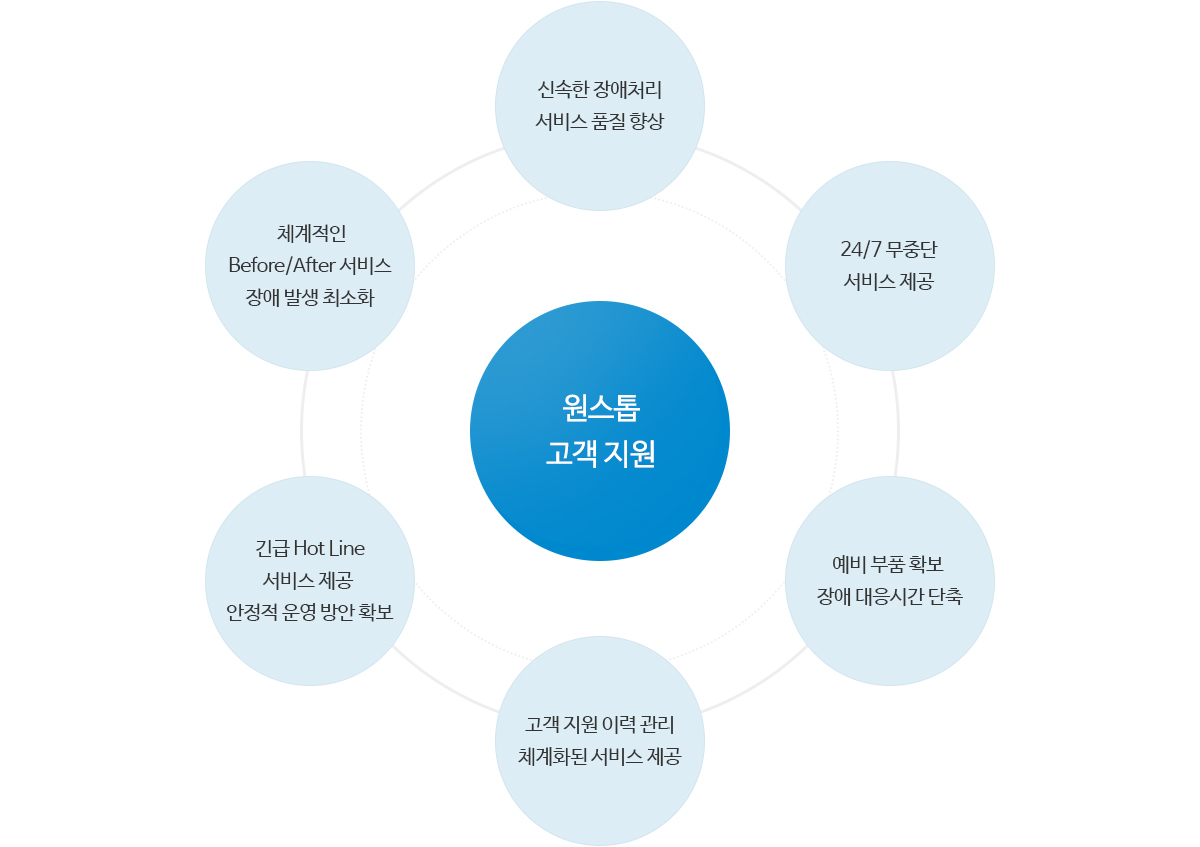 신속한 장애처리
서비스 품질 향상
체계적인
Before/After 서비스
장애 발생 최소화
24/7 무중단
서비스 제공
원스톱
고객 지원
긴급 Hot Line
서비스 제공
안정적 운영 방안 확보
예비 부품 확보
장애 대응시간 단축
고객 지원 이력 관리
체계화된 서비스 제공